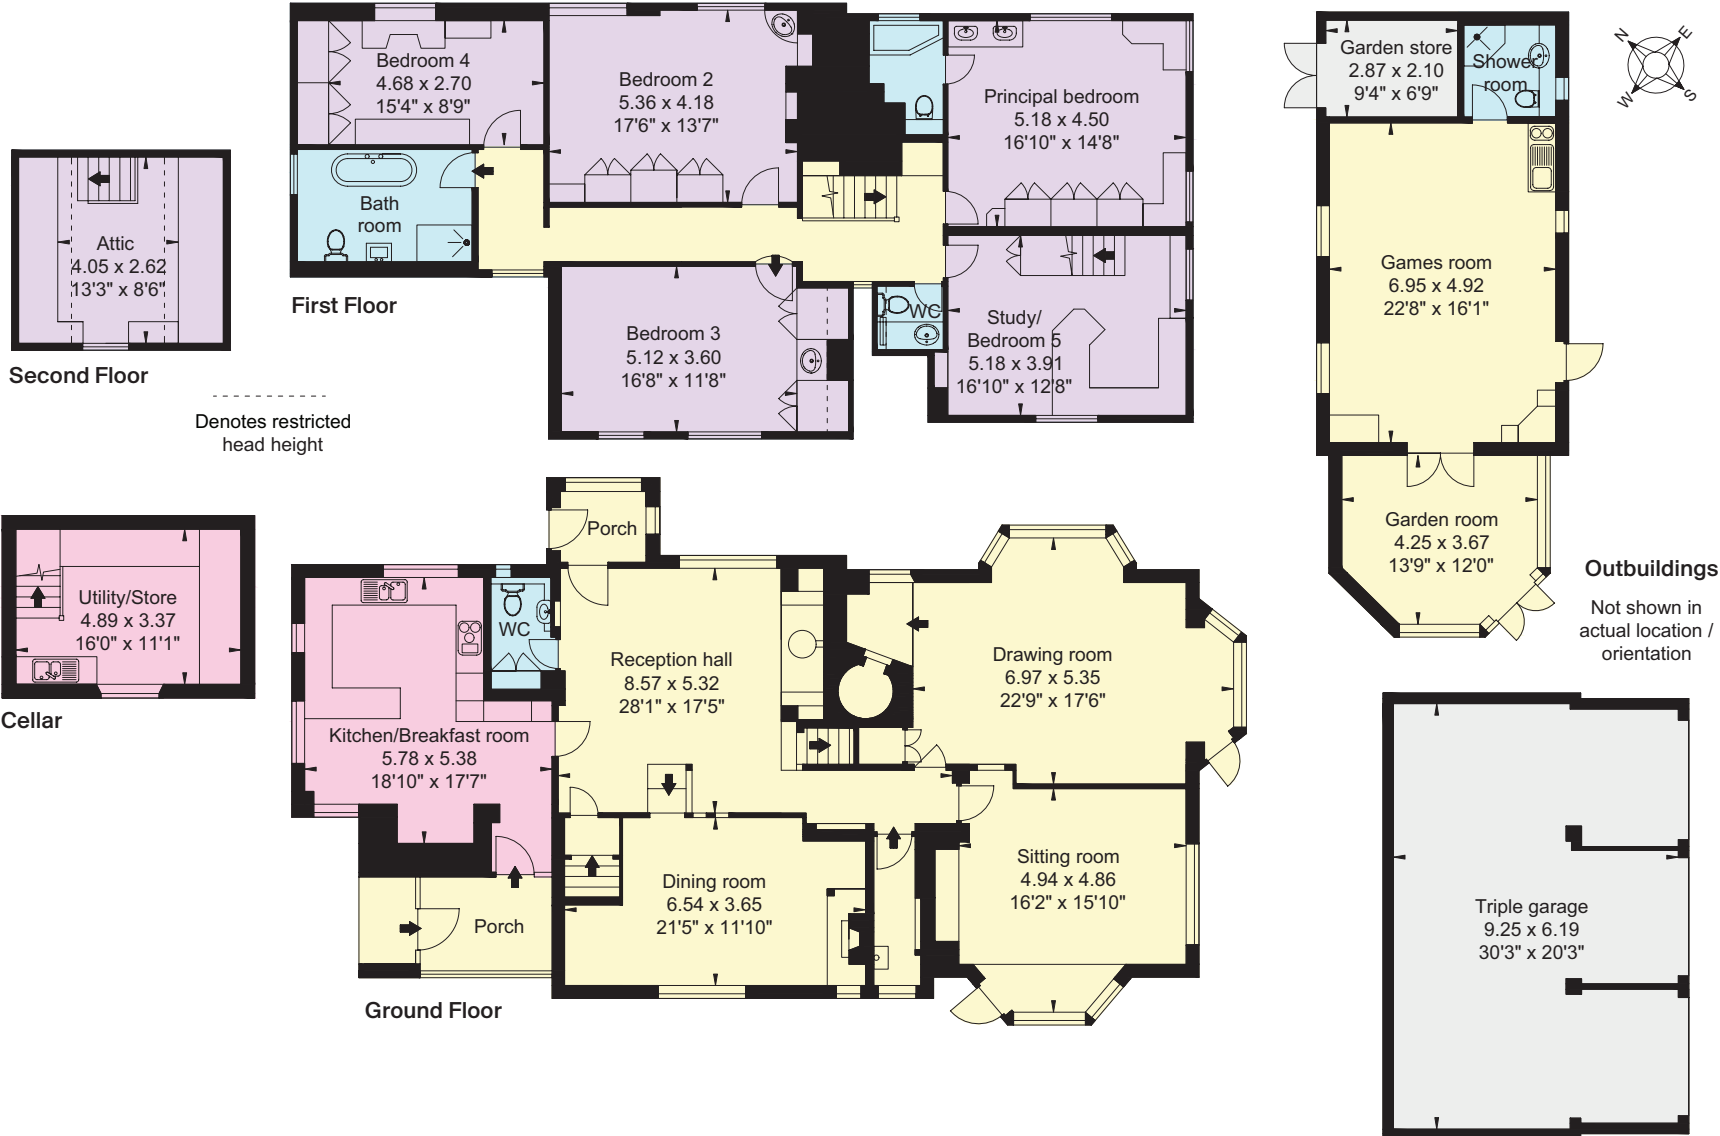 Bedroom 4
4.68 x 2.70
15'4" x 8'9"
Bedroom 2
5.36 x 4.18
17'6" x 13'7"
Principal bedroom
5.18 x 4.50
16'10" x 14'8"
Bath
room
Bedroom 3
5.12 x 3.60
16'8" x 11'8"
WC
Study/
Bedroom 5
5.18 x 3.91
16'10" x 12'8"
First Floor
Attic
4.05 x 2.62
13'3" x 8'6"
Second Floor
Denotes restricted
head height
Garden store
2.87 x 2.10
9'4" x 6'9"
Shower
room
N
E
S
W
Games room
6.95 x 4.92
22'8" x 16'1"
Garden room
4.25 x 3.67
13'9" x 12'0"
Outbuildings
Not shown in
actual location /
orientation
Utility/Store
4.89 x 3.37
16'0" x 11'1"
Cellar
Porch
WC
Reception hall
8.57 x 5.32
28'1" x 17'5"
Drawing room
6.97 x 5.35
22'9" x 17'6"
Kitchen/Breakfast room
5.78 x 5.38
18'10" x 17'7"
Dining room
6.54 x 3.65
21'5" x 11'10"
Sitting room
4.94 x 4.86
16'2" x 15'10"
Porch
Ground Floor
Triple garage
9.25 x 6.19
30'3" x 20'3"